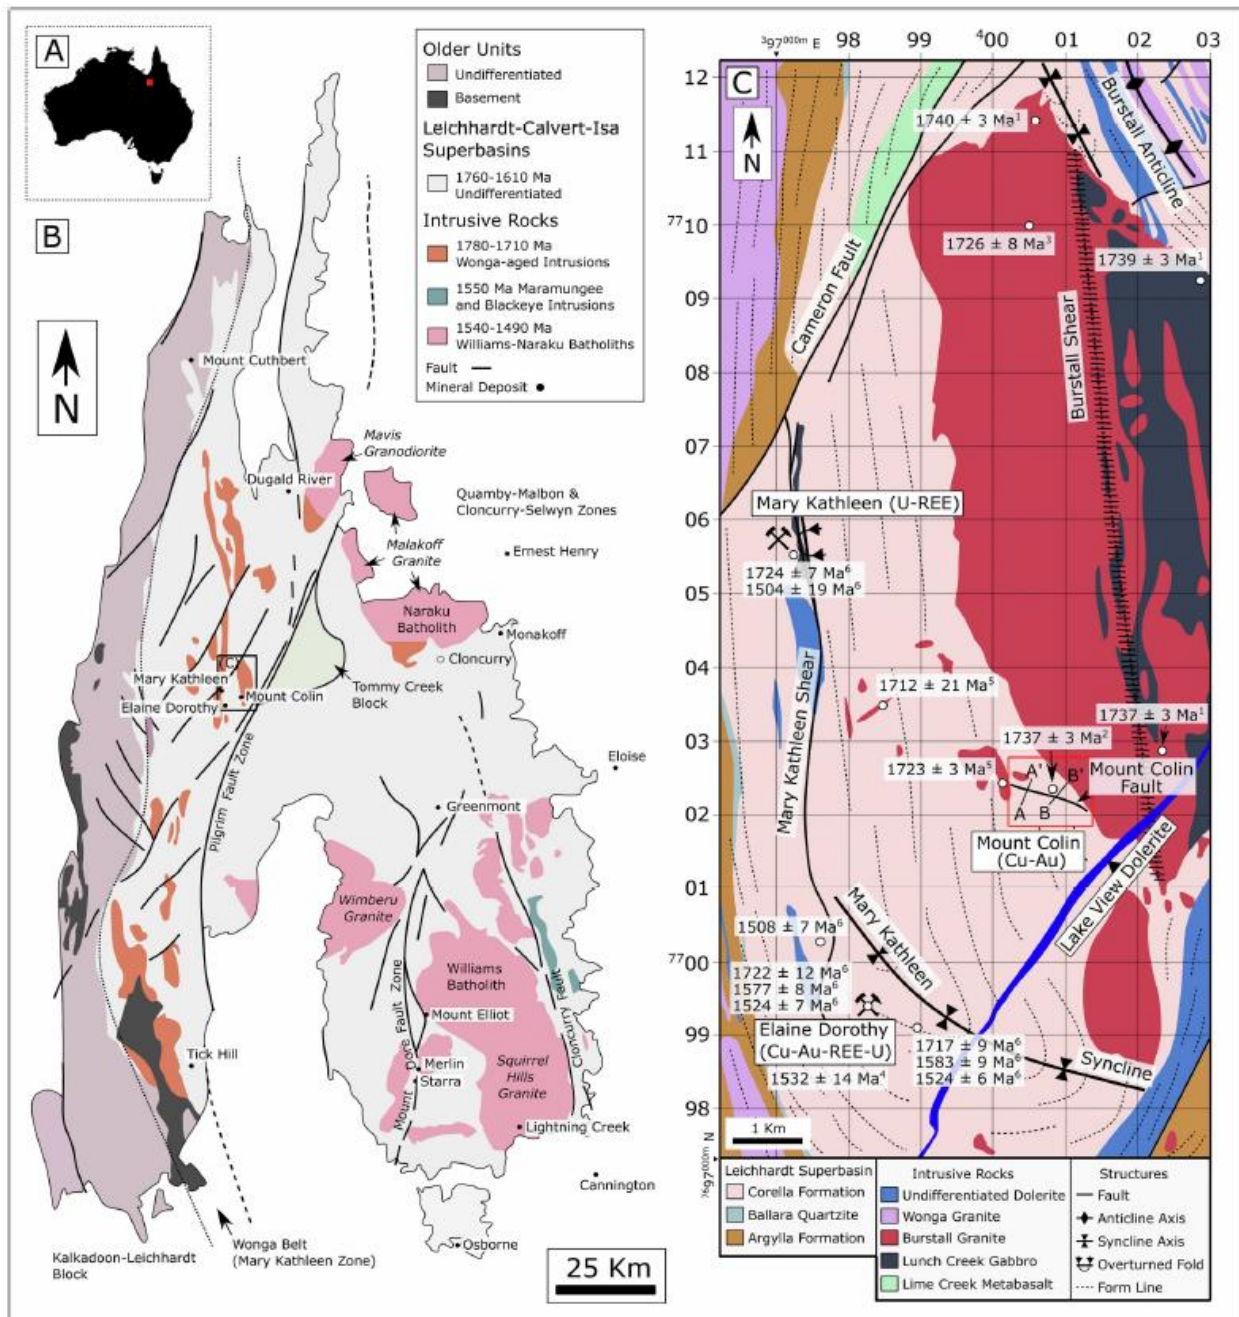 A
B
N
Older Units
Undifferentiated
Basement
Leichhardt-Calvert-Isa
Superbasins
1760-1610 Ma
Undifferentiated
Intrusive Rocks
1780-1710 Ma
Wonga-aged Intrusions
1550 Ma Maramungee
and Blackeye Intrusions
1540-1490 Ma
Williams-Naraku Batholiths
Fault
Mineral Deposit
Mount Cuthbert
Mavis
Granodiorite
Dugald River
Quamby-Malbon &
Cloncurry-Selwyn Zones
Malakoff
Granite
Ernest Henry
Naraku
Batholith
Monakoff
Cloncurry
(C)
Mary Kathleen
Mount Colin
Elaine Dorothy
Tommy Creek
Block
Pilgrim Fault Zone
Eloise
Greenmont
Wimberu
Granite
Williams
Batholith
Mount Dore Fault Zone
Cloncurry Fault
Mount Elliot
Merlin
Starra
Squirrel
Hills
Granite
Tick Hill
Lightning Creek
Cannington
Osborne
Wonga Belt
(Mary Kathleen Zone)
Kalkadoon-Leichhardt
Block
25 Km
³97⁰⁰⁰ᵐ E
98
99
⁴00
01
02
03
C
N
12
11
⁷⁷10
09
08
07
06
05
04
03
02
01
⁷⁷00
99
98
⁷⁶97⁰⁰⁰ᵐ N
1740 ± 3 Ma¹
Burstall Anticline
1726 ± 8 Ma³
1739 ± 3 Ma¹
Cameron Fault
Burstall Shear
Mary Kathleen (U-REE)
1724 ± 7 Ma⁶
1504 ± 19 Ma⁶
Mary Kathleen Shear
1712 ± 21 Ma⁵
1737 ± 3 Ma¹
1737 ± 3 Ma²
1723 ± 3 Ma⁵
A'
B'
A
B
Mount Colin
Fault
Mount Colin
(Cu-Au)
Lake View Dolerite
1508 ± 7 Ma⁶
Mary Kathleen
Syncline
1722 ± 12 Ma⁶
1577 ± 8 Ma⁶
1524 ± 7 Ma⁶
Elaine Dorothy
(Cu-Au-REE-U)
1532 ± 14 Ma⁴
1717 ± 9 Ma⁶
1583 ± 9 Ma⁶
1524 ± 6 Ma⁶
1 Km
Leichhardt Superbasin
Corella Formation
Ballara Quartzite
Argylla Formation
Intrusive Rocks
Undifferentiated Dolerite
Wonga Granite
Burstall Granite
Lunch Creek Gabbro
Lime Creek Metabasalt
Structures
Fault
Anticline Axis
Syncline Axis
Overturned Fold
Form Line